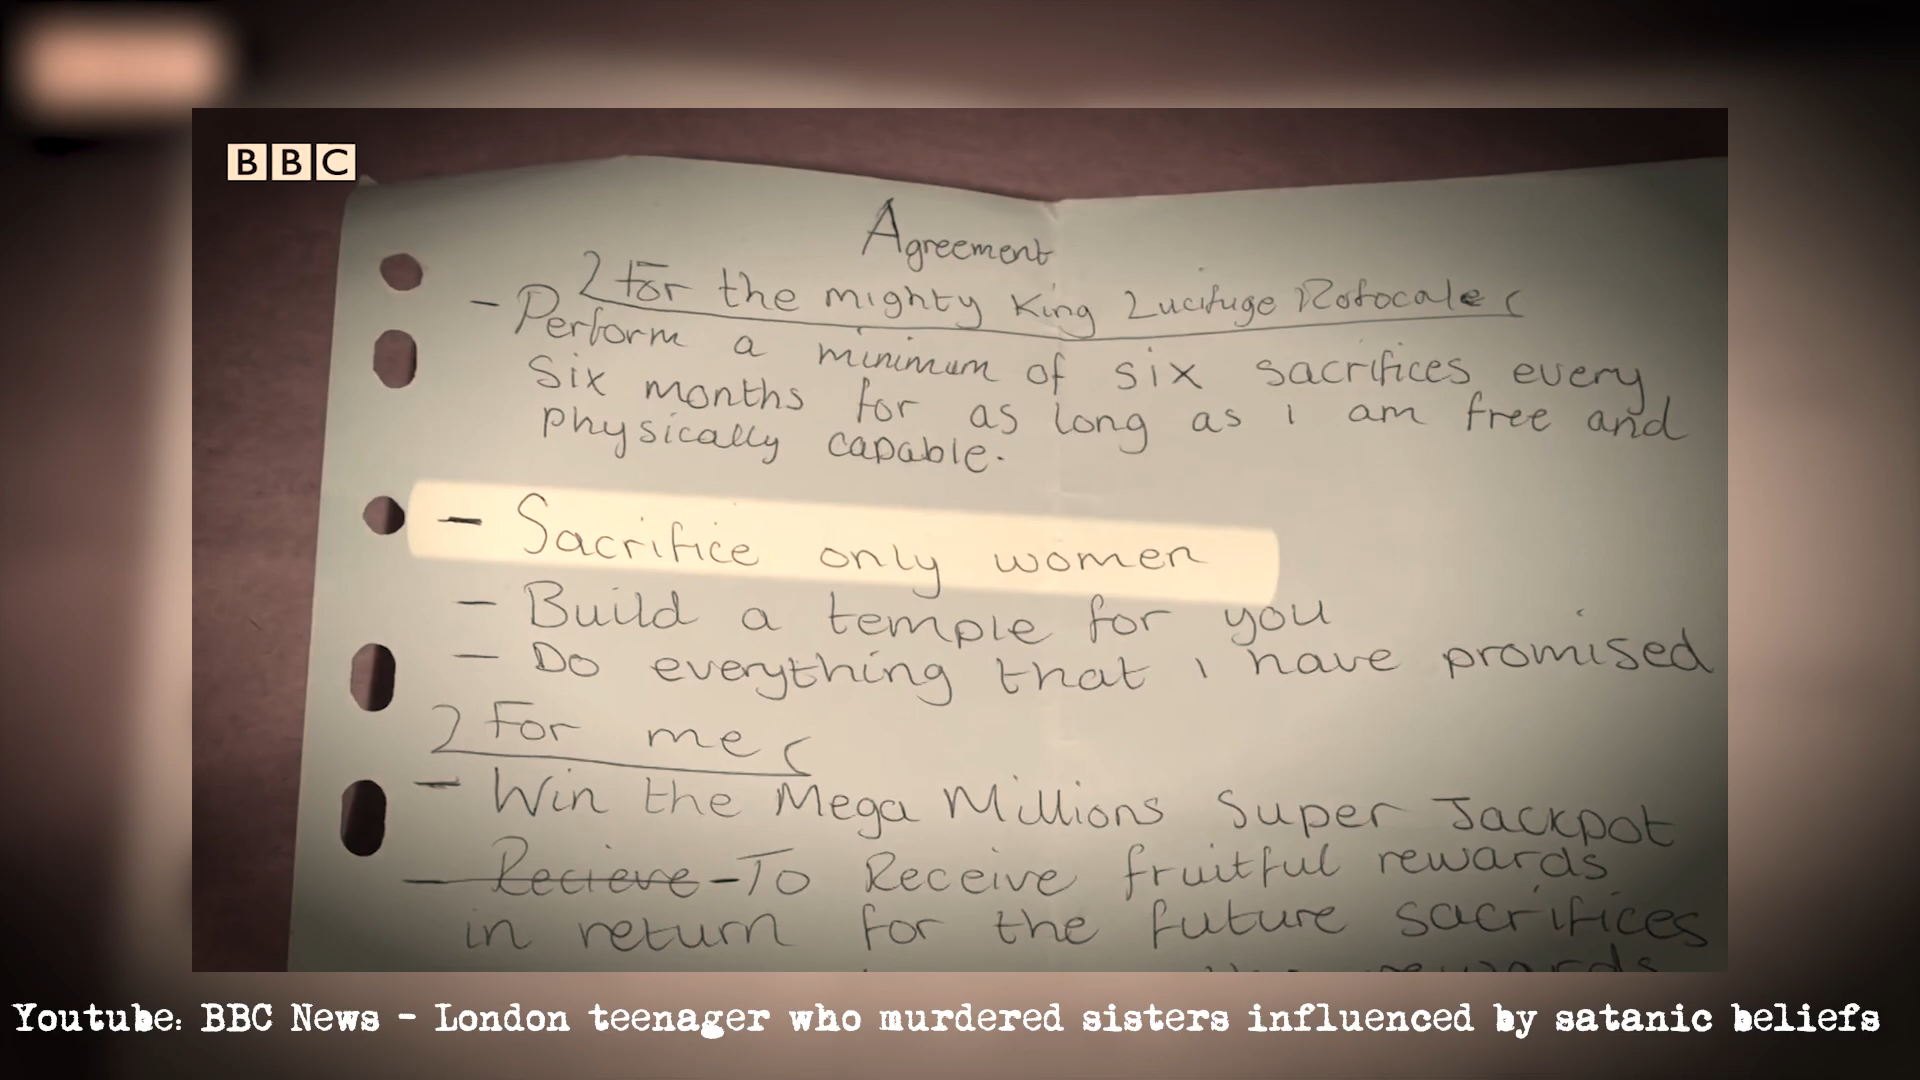 BBC
Agreement
For the mighty King Lucifuge Rofocale
- Perform a minimum of six sacrifices every
six months for as long as I am free and
physically capable.
- Sacrifice only women
- Build a temple for you
- Do everything that I have promised
For me
- Win the Mega Millions Super Jackpot
- Recieve - To Receive fruitful rewards
in return for the future sacrifices
rewards
Youtube: BBC News - London teenager who murdered sisters influenced by satanic beliefs